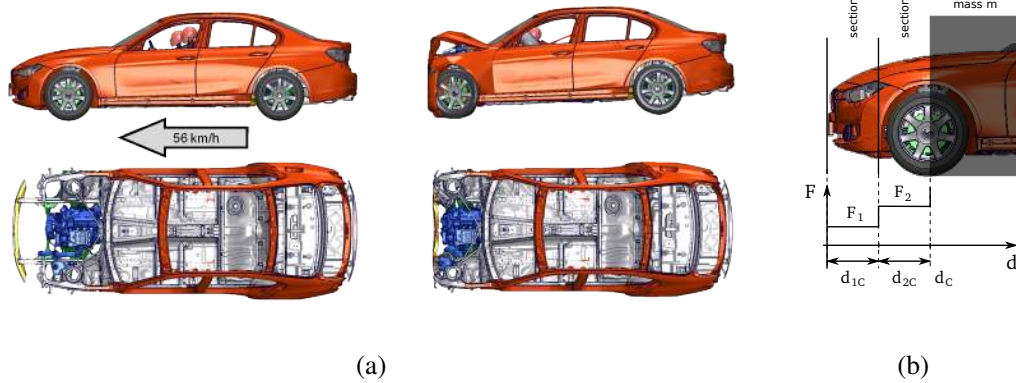 56 km/h
section
section
mass m
F
F₁
F₂
d
d₁C
d₂C
dC
(a)
(b)